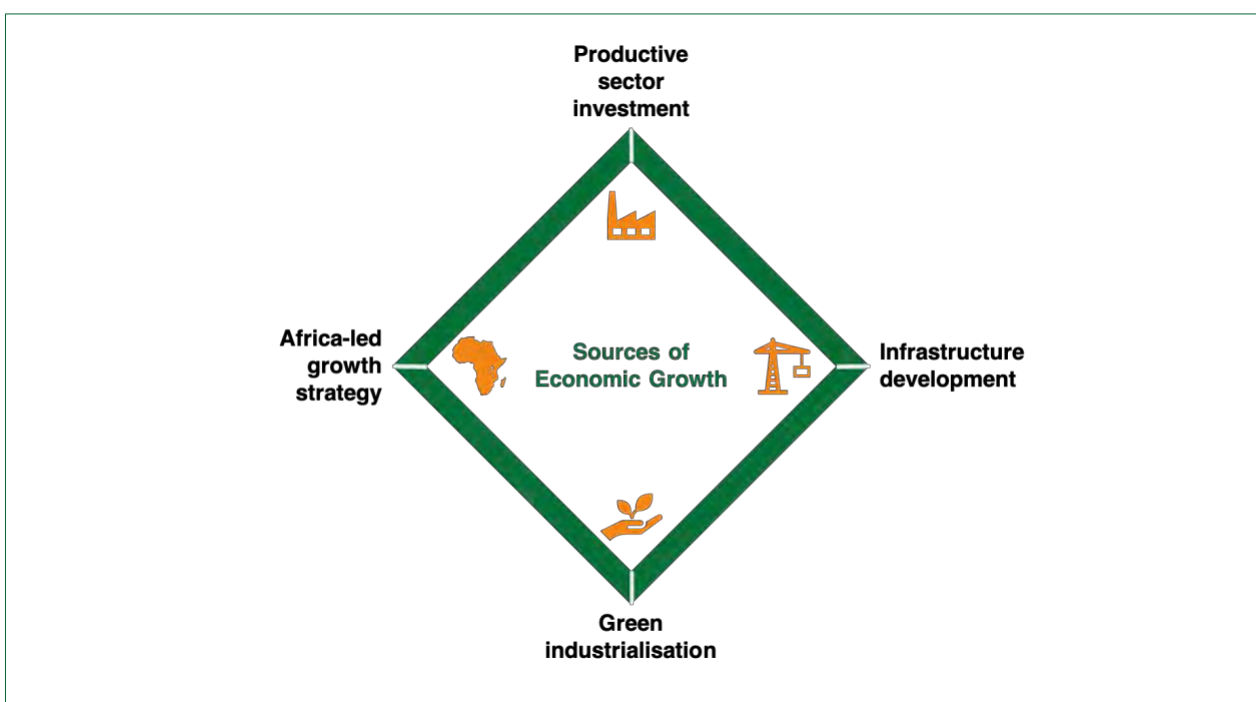 Productive
sector
investment
Africa-led
growth
strategy
Sources of
Economic Growth
Infrastructure
development
Green
industrialisation